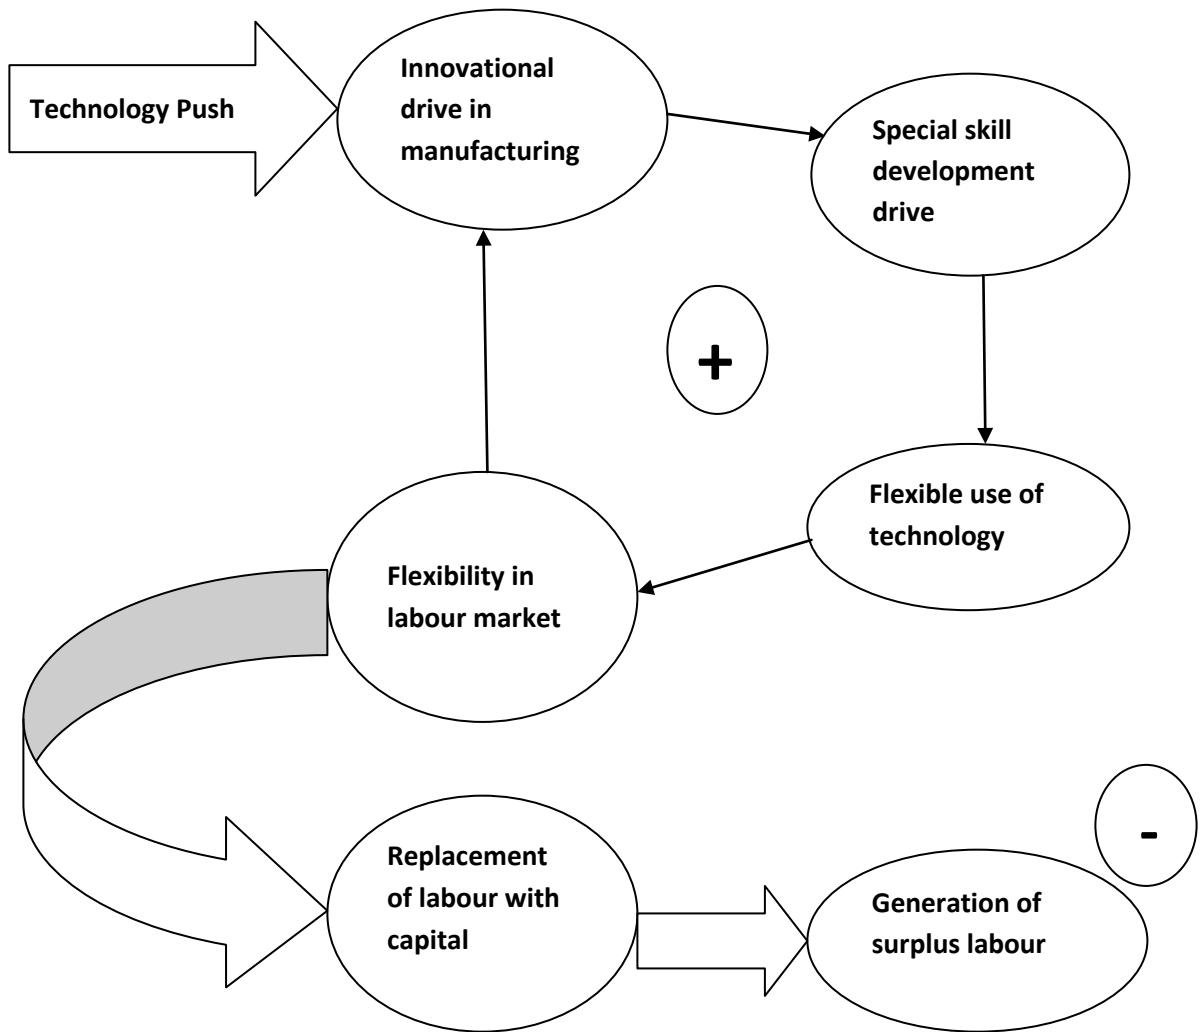 Technology Push
Innovational
drive in
manufacturing
Special skill
development
drive
+
Flexible use of
technology
Flexibility in
labour market
Replacement
of labour with
capital
-
Generation of
surplus labour